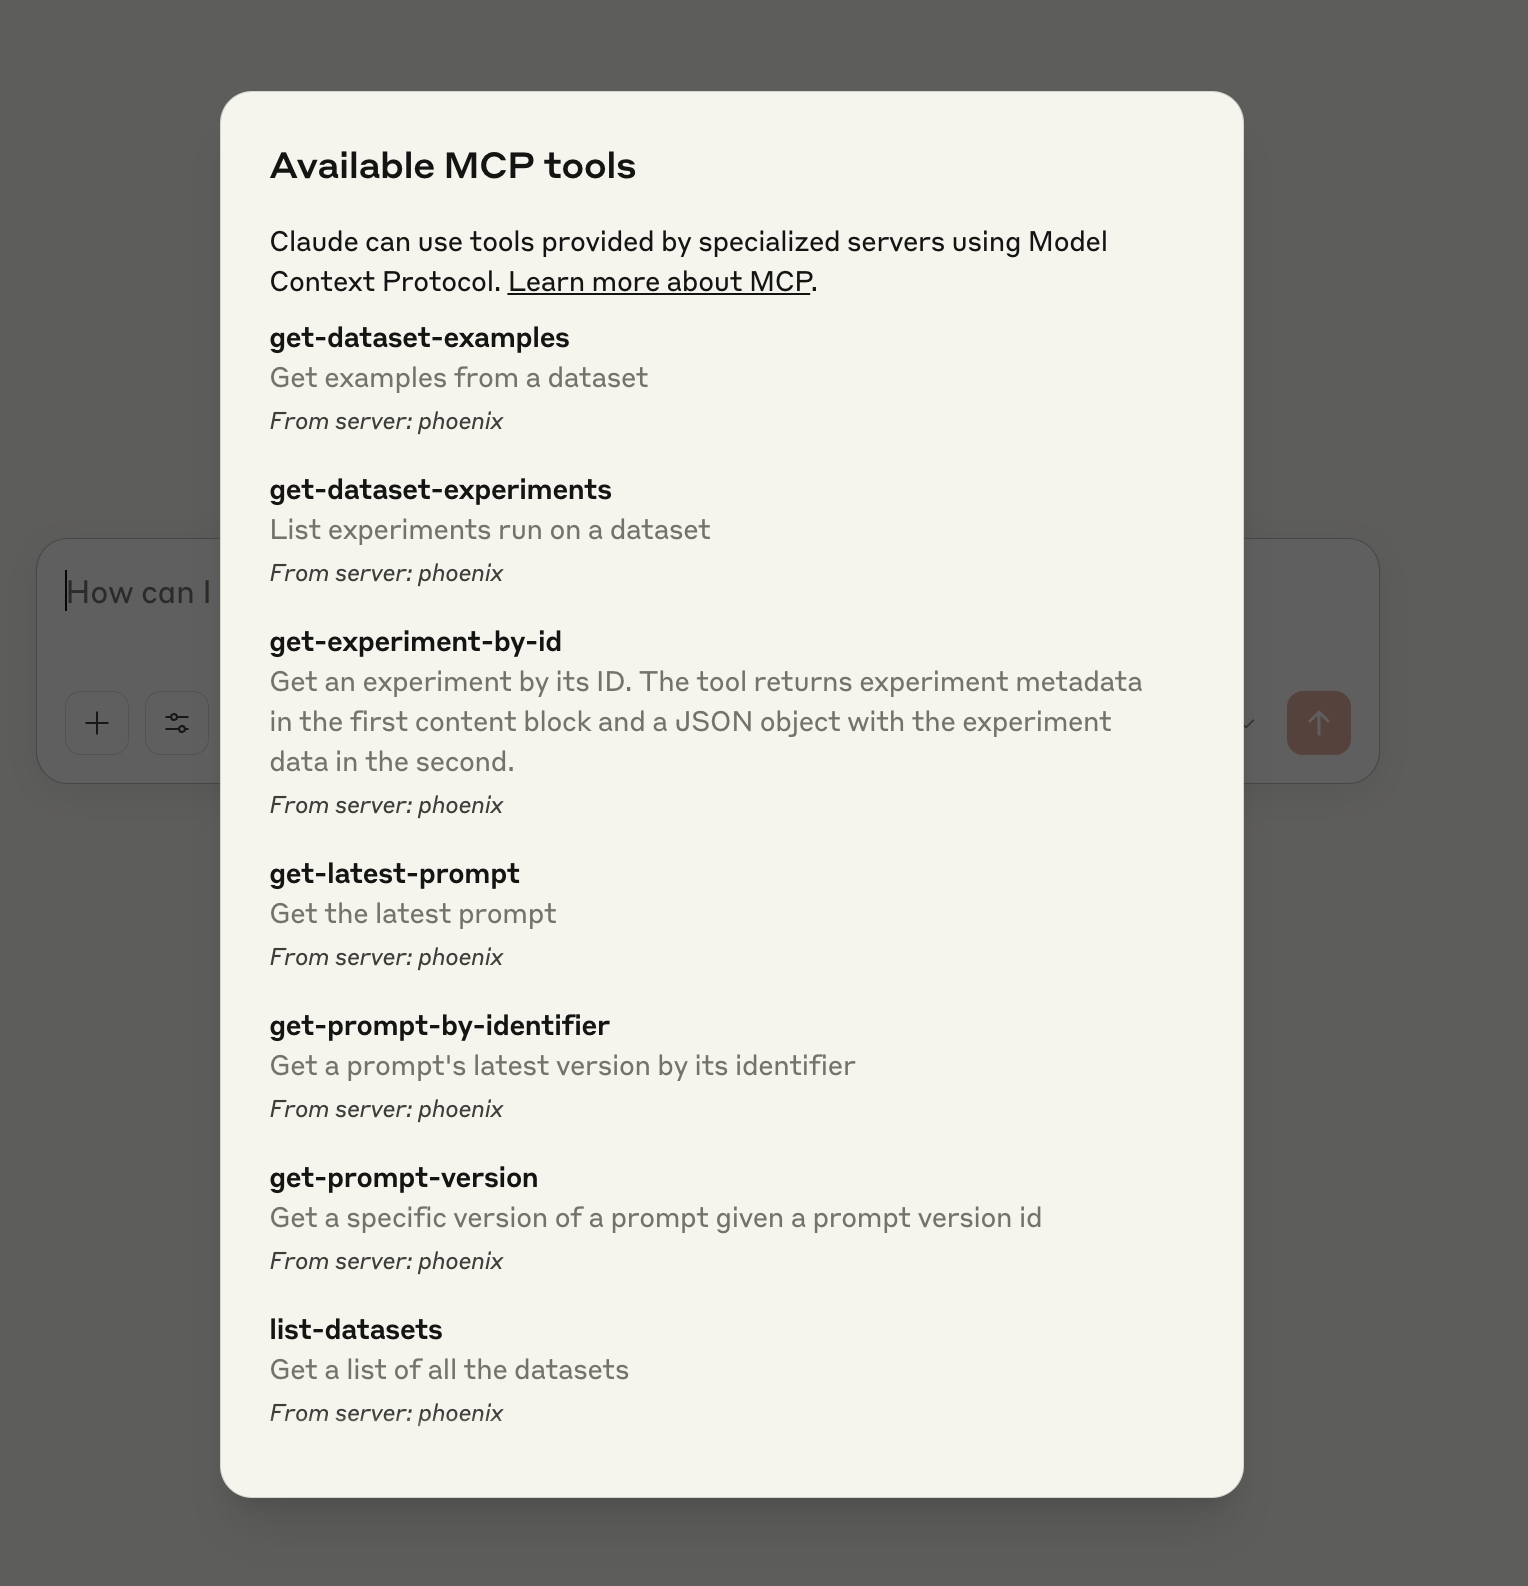 Available MCP tools
Claude can use tools provided by specialized servers using Model
Context Protocol. Learn more about MCP.
get-dataset-examples
Get examples from a dataset
From server: phoenix
get-dataset-experiments
List experiments run on a dataset
From server: phoenix
How can I
get-experiment-by-id
Get an experiment by its ID. The tool returns experiment metadata
in the first content block and a JSON object with the experiment
data in the second.
From server: phoenix
get-latest-prompt
Get the latest prompt
From server: phoenix
get-prompt-by-identifier
Get a prompt's latest version by its identifier
From server: phoenix
get-prompt-version
Get a specific version of a prompt given a prompt version id
From server: phoenix
list-datasets
Get a list of all the datasets
From server: phoenix